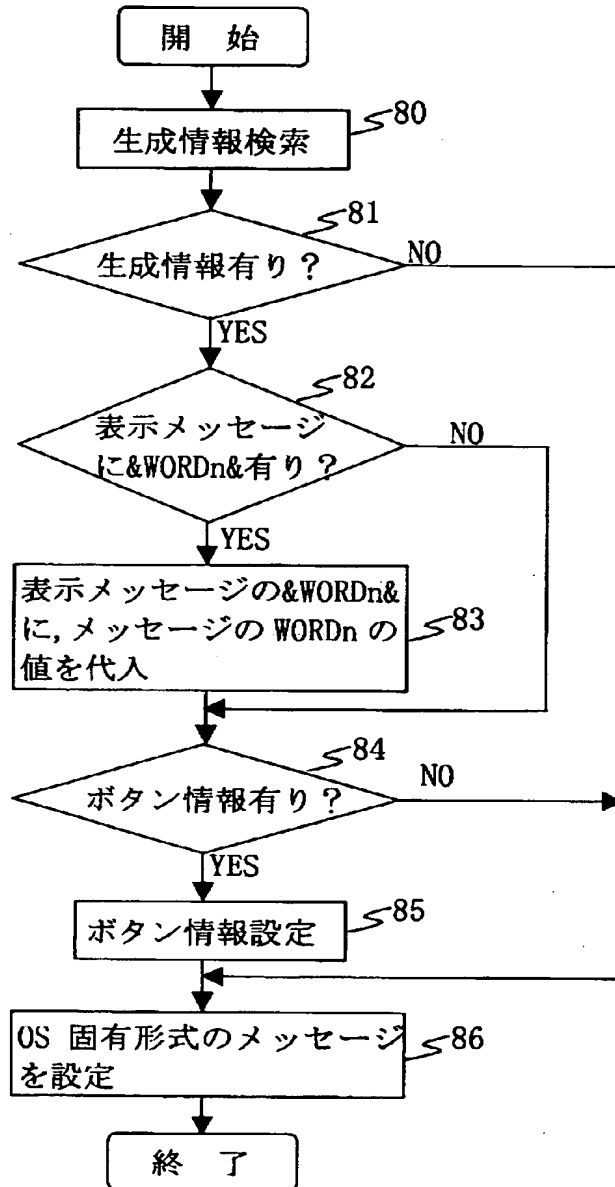 開 始
80
生成情報検索
81
生成情報有り?
NO
YES
82
表示メッセージ
に&WORDn&有り?
NO
YES
表示メッセージの&WORDn&
に,メッセージの WORDn の
値を代入
83
84
ボタン情報有り?
NO
YES
85
ボタン情報設定
OS 固有形式のメッセージ
を設定
86
終 了